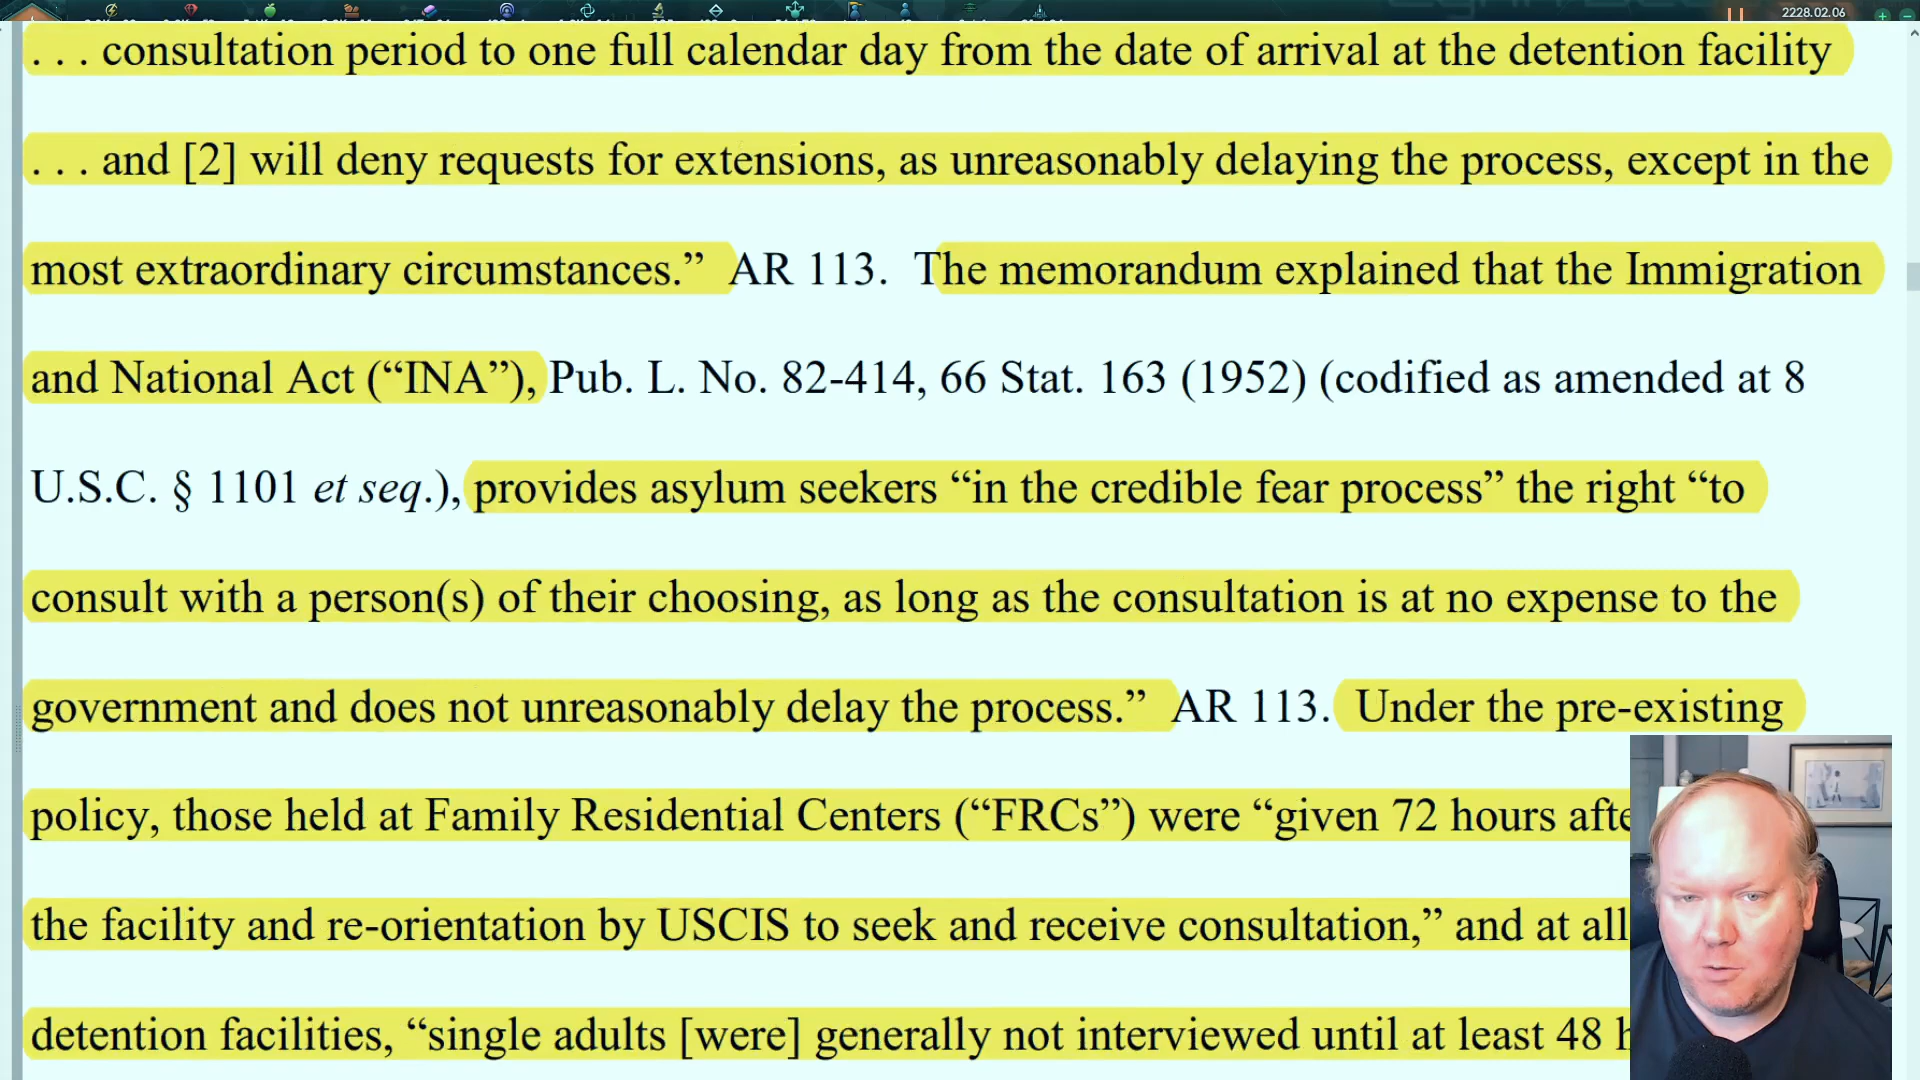 2228.02.06
. . . consultation period to one full calendar day from the date of arrival at the detention facility
. . . and [2] will deny requests for extensions, as unreasonably delaying the process, except in the
most extraordinary circumstances.” AR 113. The memorandum explained that the Immigration
and National Act (“INA”), Pub. L. No. 82-414, 66 Stat. 163 (1952) (codified as amended at 8
U.S.C. § 1101 et seq.), provides asylum seekers “in the credible fear process” the right “to
consult with a person(s) of their choosing, as long as the consultation is at no expense to the
government and does not unreasonably delay the process.” AR 113. Under the pre-existing
policy, those held at Family Residential Centers (“FRCs”) were “given 72 hours afte
the facility and re-orientation by USCIS to seek and receive consultation,” and at all
detention facilities, “single adults [were] generally not interviewed until at least 48 h